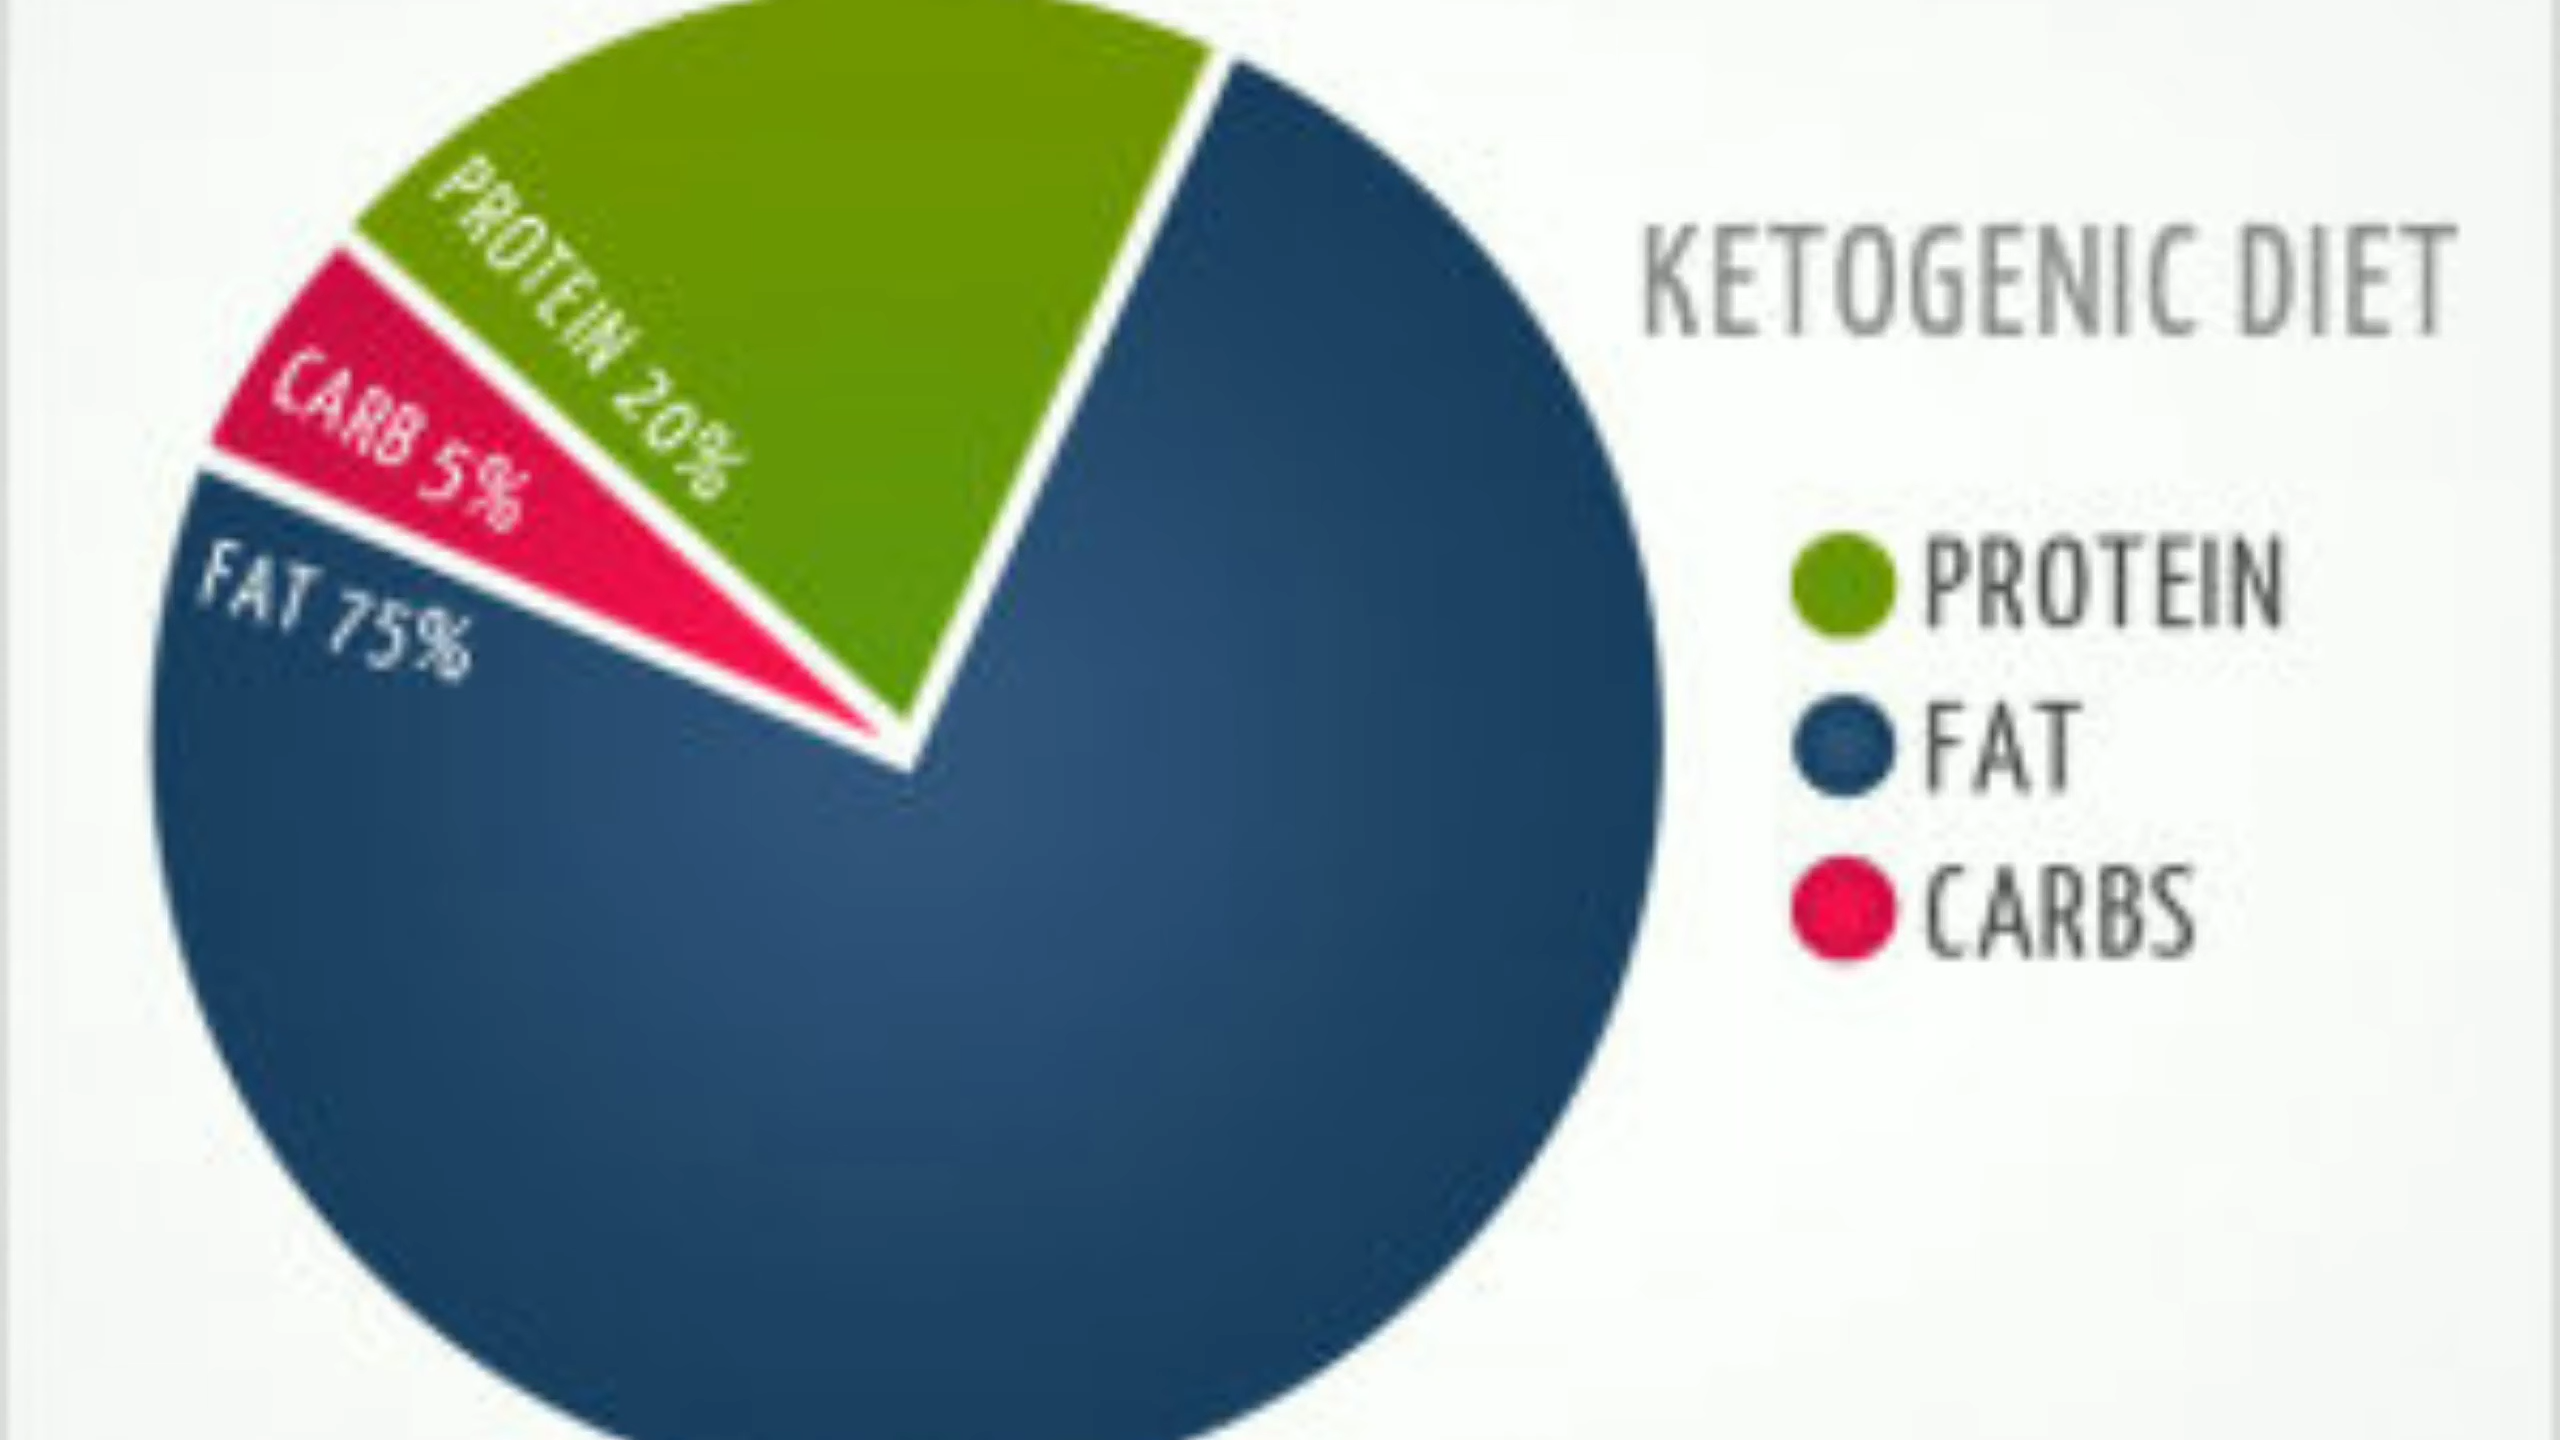 PROTEIN 20%
CARB 5%
FAT 75%
KETOGENIC DIET
PROTEIN
FAT
CARBS